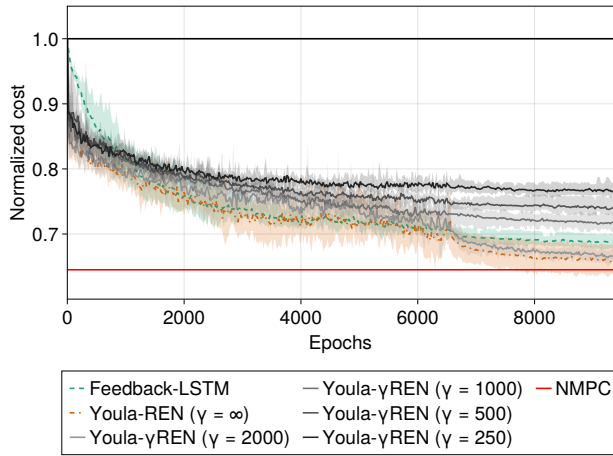 Normalized cost
1.0
0.9
0.8
0.7
0 2000 4000 6000 8000
Epochs
Feedback-LSTM Youla-γREN (γ = 1000) NMPC
Youla-REN (γ = ∞) Youla-γREN (γ = 500)
Youla-γREN (γ = 2000) Youla-γREN (γ = 250)